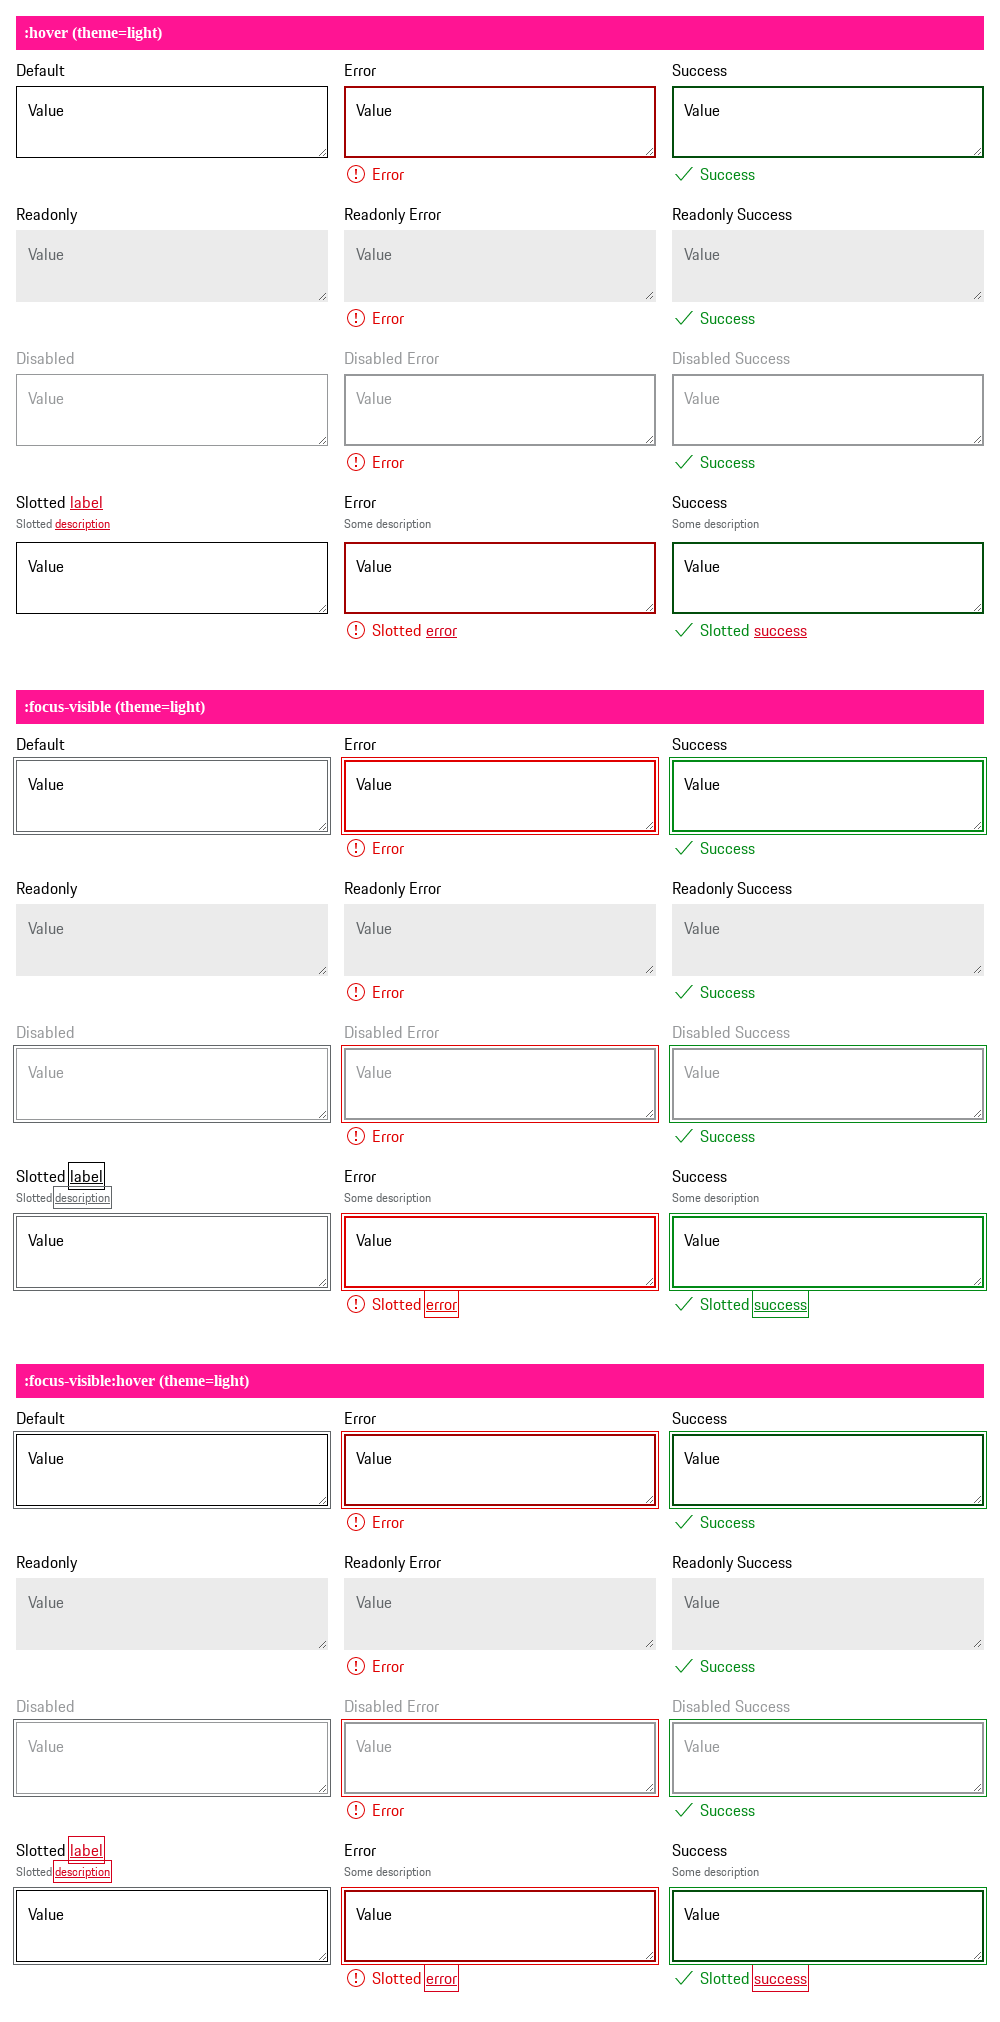 :hover (theme=light)
Default Error Success
Value Value Value
Error Success
Readonly Readonly Error Readonly Success
Value Value Value
Error Success
Disabled Disabled Error Disabled Success
Value Value Value
Error Success
Slotted label Error Success
Slotted description Some description Some description
Value Value Value
Slotted error Slotted success
:focus-visible (theme=light)
Default Error Success
Value Value Value
Error Success
Readonly Readonly Error Readonly Success
Value Value Value
Error Success
Disabled Disabled Error Disabled Success
Value Value Value
Error Success
Slotted label Error Success
Slotted description Some description Some description
Value Value Value
Slotted error Slotted success
:focus-visible:hover (theme=light)
Default Error Success
Value Value Value
Error Success
Readonly Readonly Error Readonly Success
Value Value Value
Error Success
Disabled Disabled Error Disabled Success
Value Value Value
Error Success
Slotted label Error Success
Slotted description Some description Some description
Value Value Value
Slotted error Slotted success